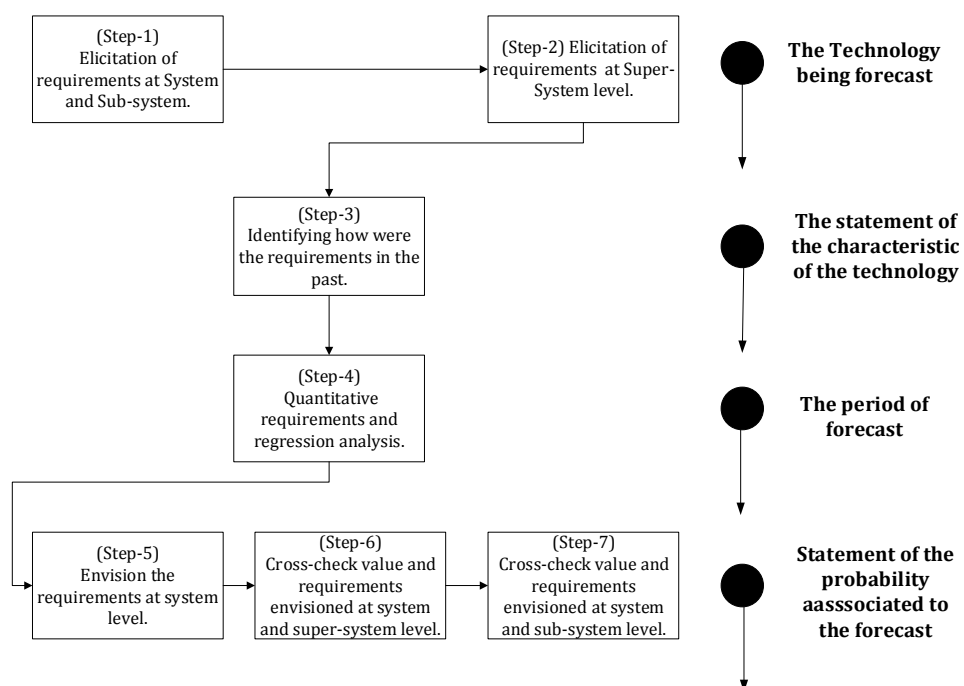 (Step-1)
Elicitation of
requirements at System
and Sub-system.
(Step-2) Elicitation of
requirements at Super-
System level.
The Technology
being forecast
(Step-3)
Identifying how were
the requirements in the
past.
The statement of
the characteristic
of the technology
(Step-4)
Quantitative
requirements and
regression analysis.
The period of
forecast
(Step-5)
Envision the
requirements at system
level.
(Step-6)
Cross-check value and
requirements
envisioned at system
and super-system level.
(Step-7)
Cross-check value and
requirements
envisioned at system
and sub-system level.
Statement of the
probability
aasssociated to
the forecast